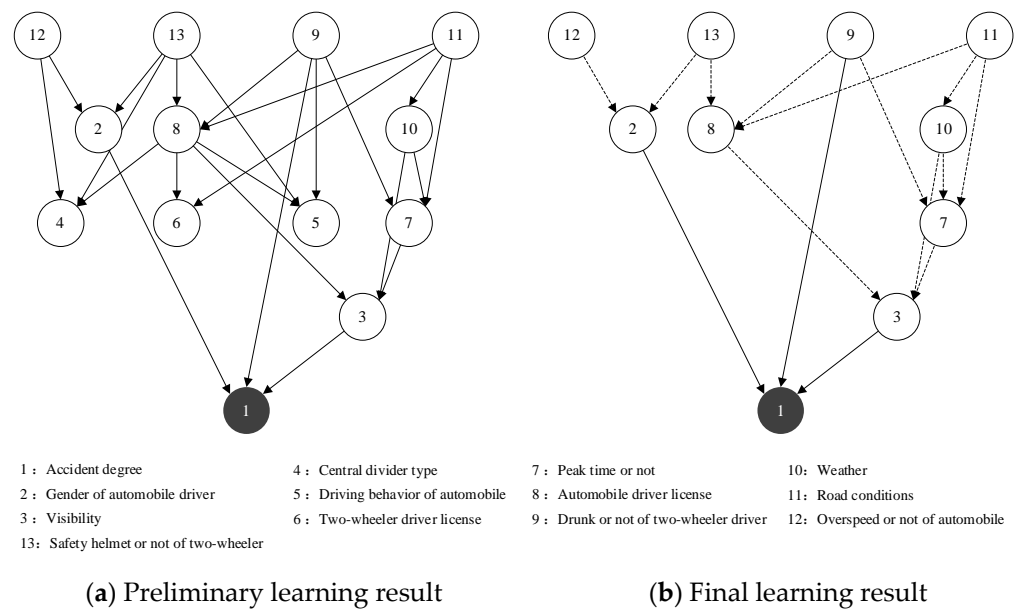 12 13 9 11 12 13 9 11
2 8 10 2 8 10
4 6 5 7 7
3 3
1 1
1：Accident degree 4：Central divider type 7：Peak time or not 10：Weather
2：Gender of automobile driver 5：Driving behavior of automobile 8：Automobile driver license 11：Road conditions
3：Visibility 6：Two-wheeler driver license 9：Drunk or not of two-wheeler driver 12：Overspeed or not of automobile
13：Safety helmet or not of two-wheeler
(a) Preliminary learning result (b) Final learning result